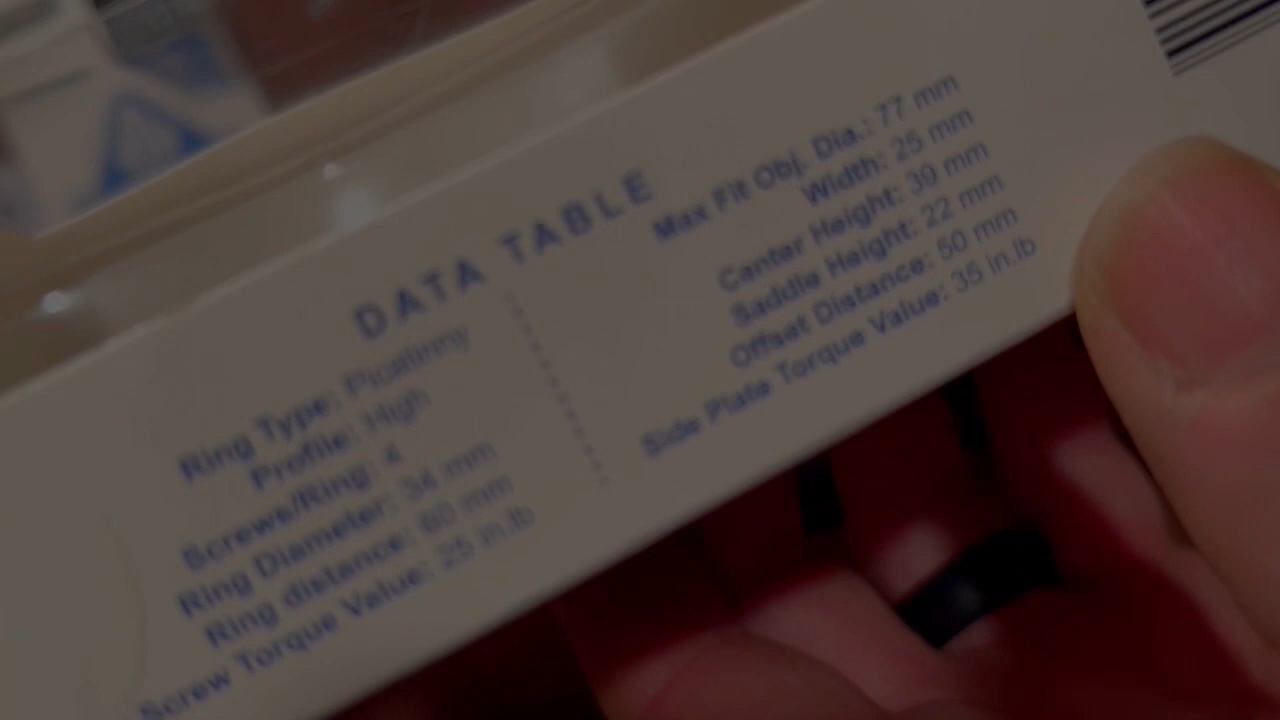 DATA TABLE
Ring Type: Picatinny
Profile: High
Screws/Ring: 4
Ring Diameter: 34 mm
Ring distance: 60 mm
Screw Torque Value: 25 in.lb
Max Fit Obj. Dia.: 77 mm
Width: 25 mm
Center Height: 39 mm
Saddle Height: 22 mm
Offset Distance: 50 mm
Side Plate Torque Value: 35 in.lb